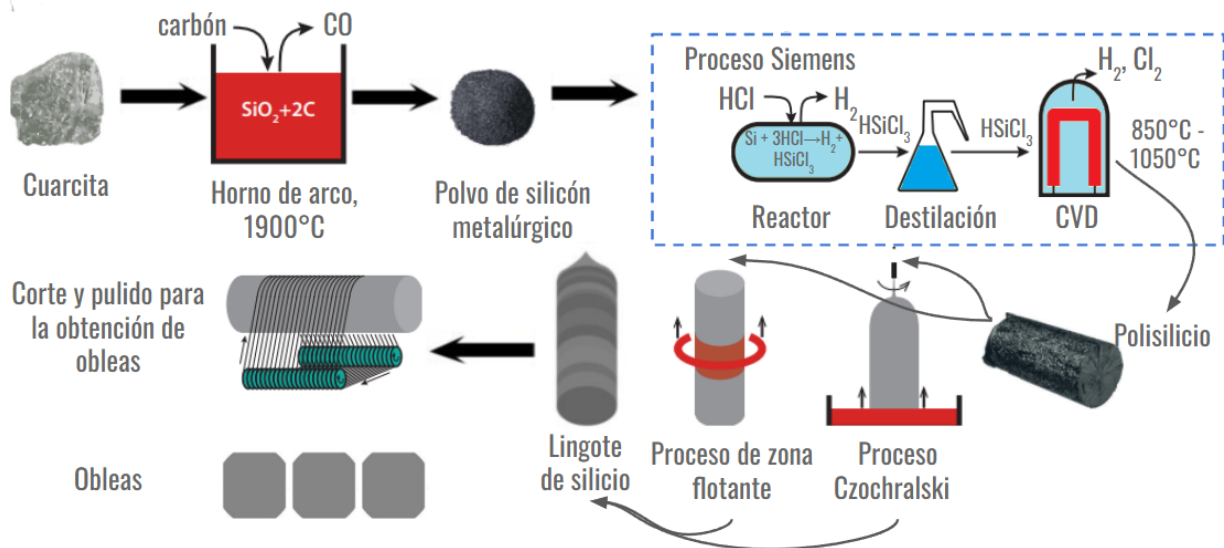 carbón
CO
SiO₂+2C
Cuarcita
Horno de arco,
1900°C
Polvo de silicón
metalúrgico
Proceso Siemens
HCl
H₂
Si + 3HCl→H₂+
HSiCl₃
HSiCl₃
HSiCl₃
H₂, Cl₂
850°C -
1050°C
Reactor
Destilación
CVD
Corte y pulido para
la obtención de
obleas
Polisilicio
Lingote
de silicio
Proceso de zona
flotante
Proceso
Czochralski
Obleas